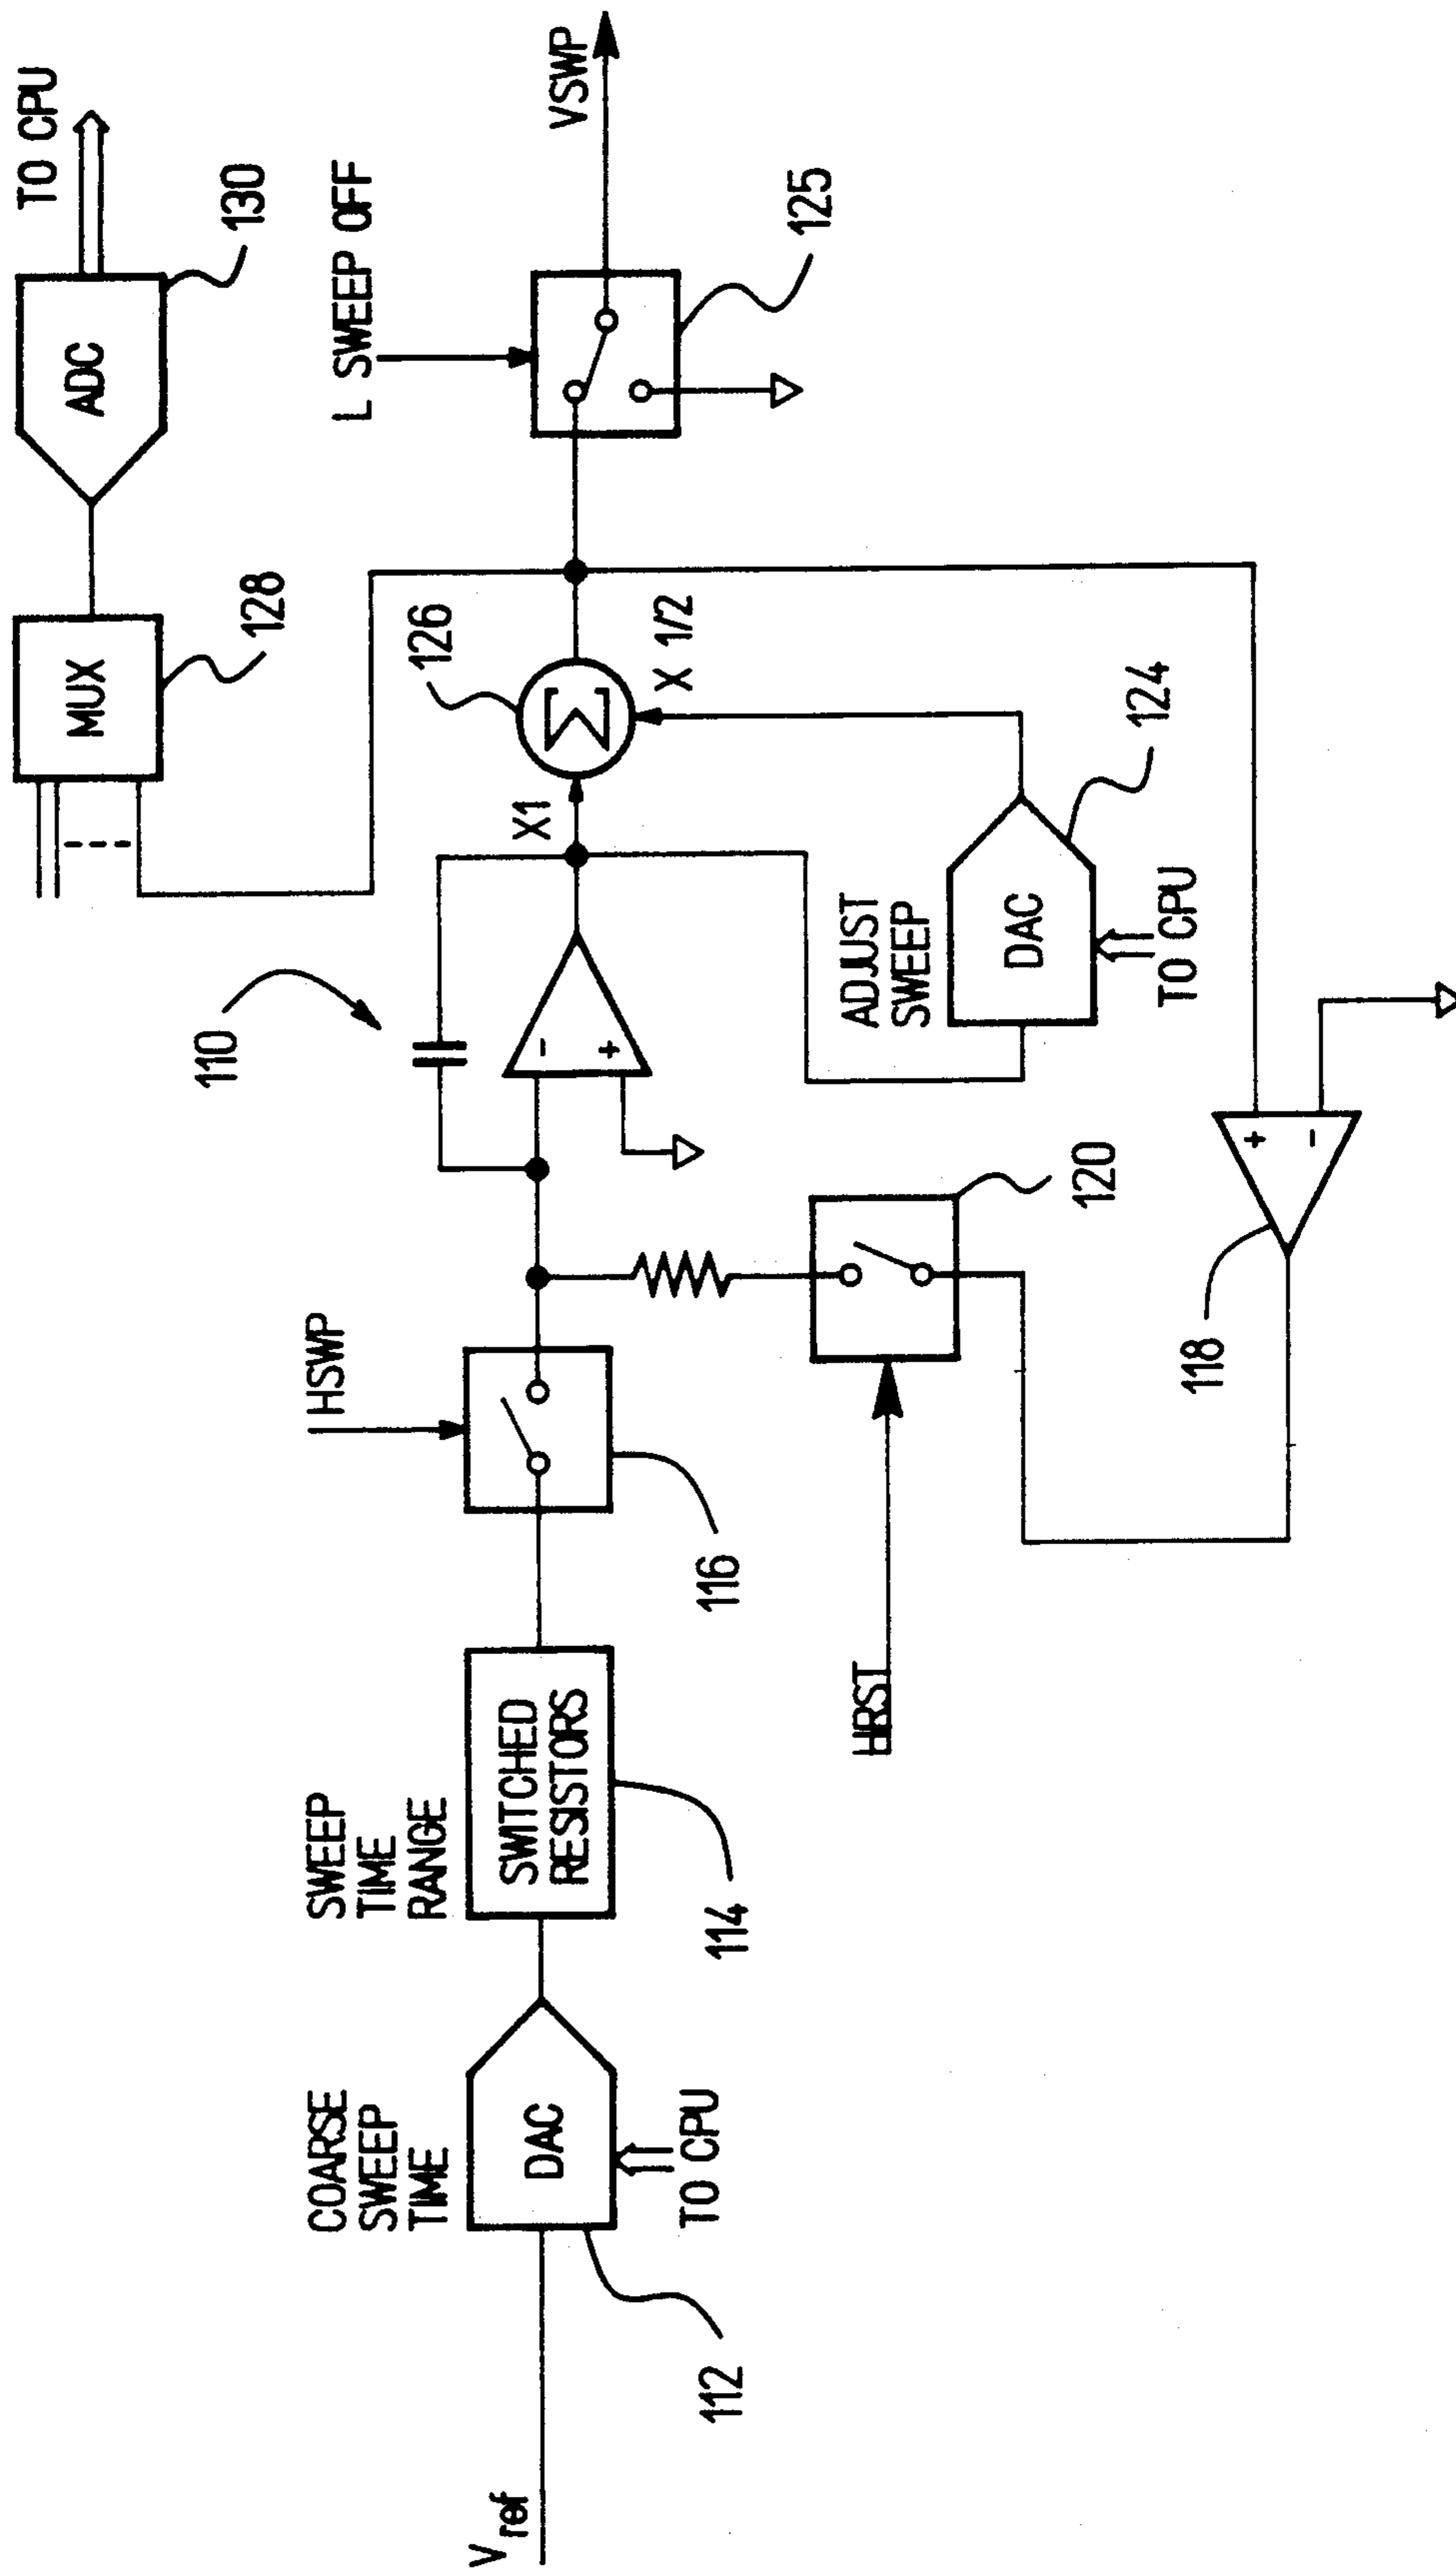 V ref
COARSE
SWEEP
TIME
DAC
TO CPU
112
SWEEP
TIME
RANGE
SWITCHED
RESISTORS
114
HSWP
116
HRST
120
118
+
-
110
-
+
X1
126
Σ
X 1/2
ADJUST
SWEEP
DAC
TO CPU
124
MUX
128
ADC
130
TO CPU
L SWEEP OFF
125
VSWP